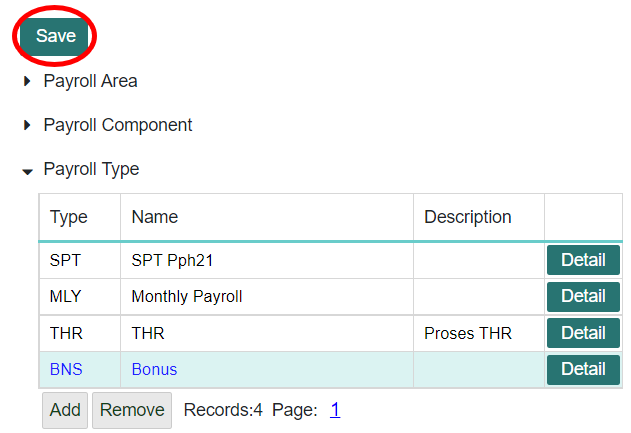 Save
Payroll Area
Payroll Component
Payroll Type
Type Name Description
SPT SPT Pph21 Detail
MLY Monthly Payroll Detail
THR THR Proses THR Detail
BNS Bonus Detail
Add Remove Records:4 Page: 1